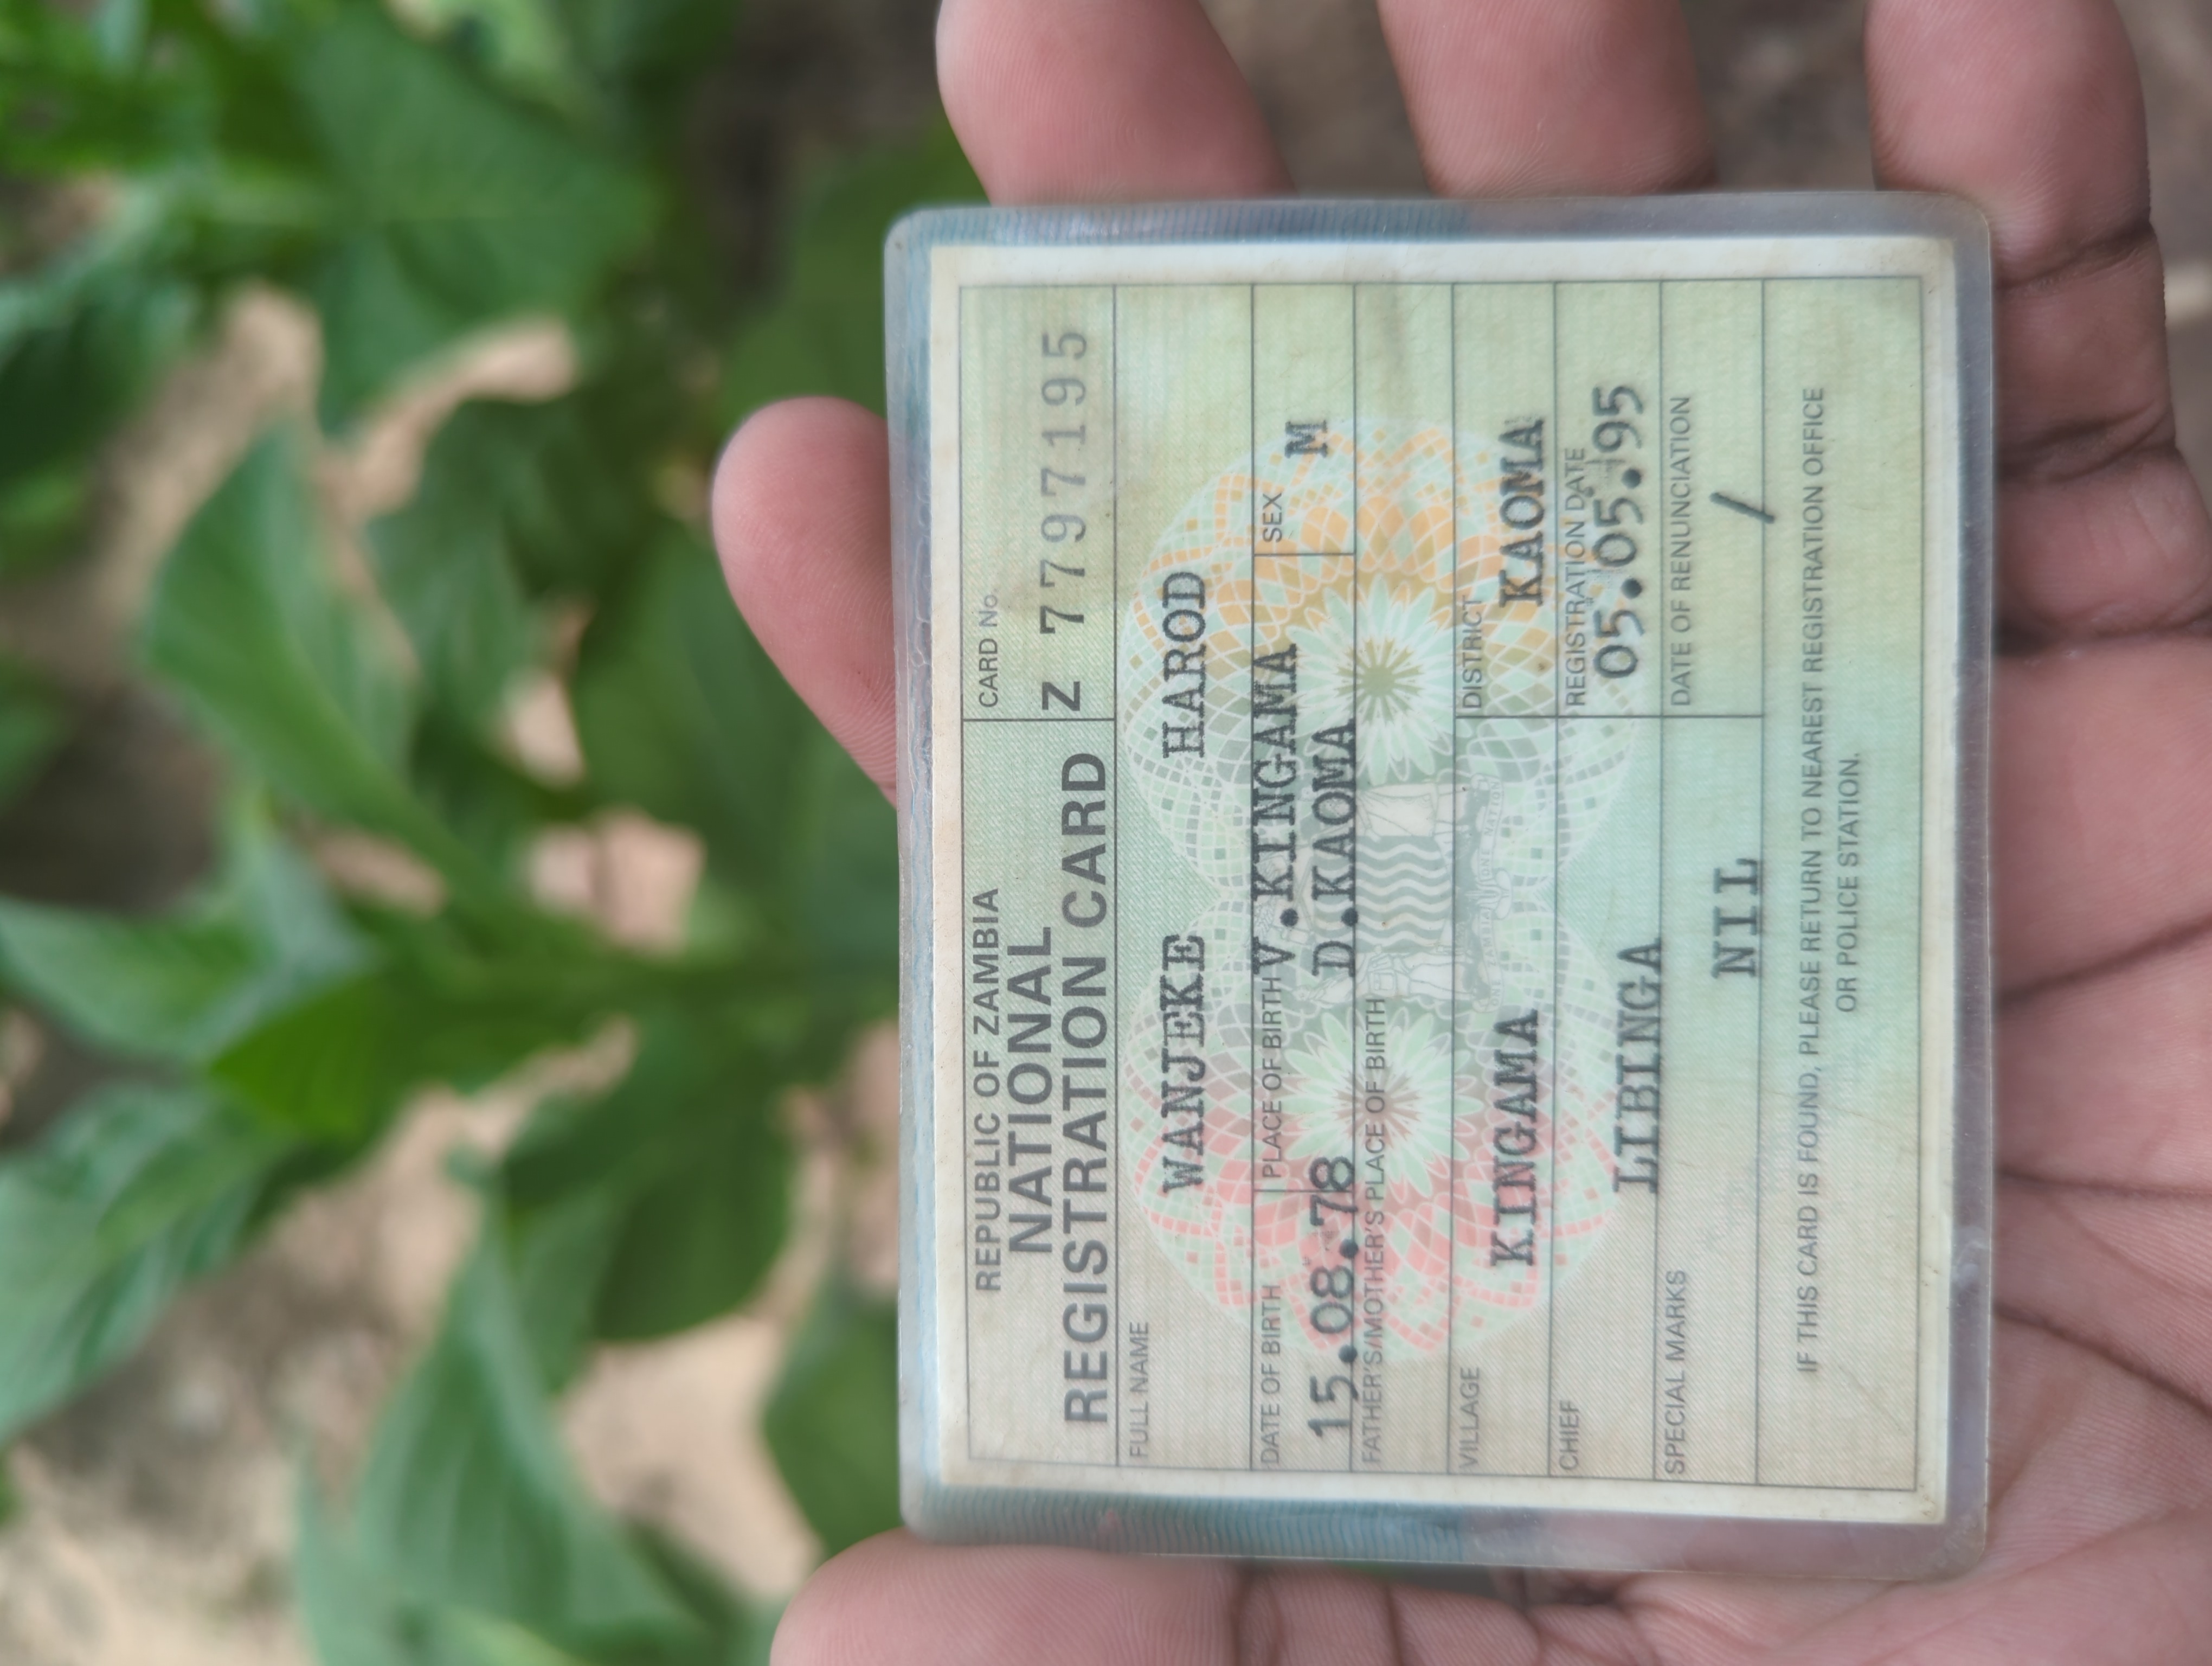 REPUBLIC OF ZAMBIA
NATIONAL
REGISTRATION CARD
CARD No.
Z 7797195
FULL NAME
WANJEKE HAROD
DATE OF BIRTH
15.08.78
PLACE OF BIRTH
V.KINGAMA
D.KAOMA
SEX
M
FATHER'S/MOTHER'S PLACE OF BIRTH
VILLAGE
KINGAMA
DISTRICT
KAOMA
CHIEF
LIBINGA
REGISTRATION DATE
05.05.95
SPECIAL MARKS
NIL
DATE OF RENUNCIATION
/
IF THIS CARD IS FOUND, PLEASE RETURN TO NEAREST REGISTRATION OFFICE
OR POLICE STATION.